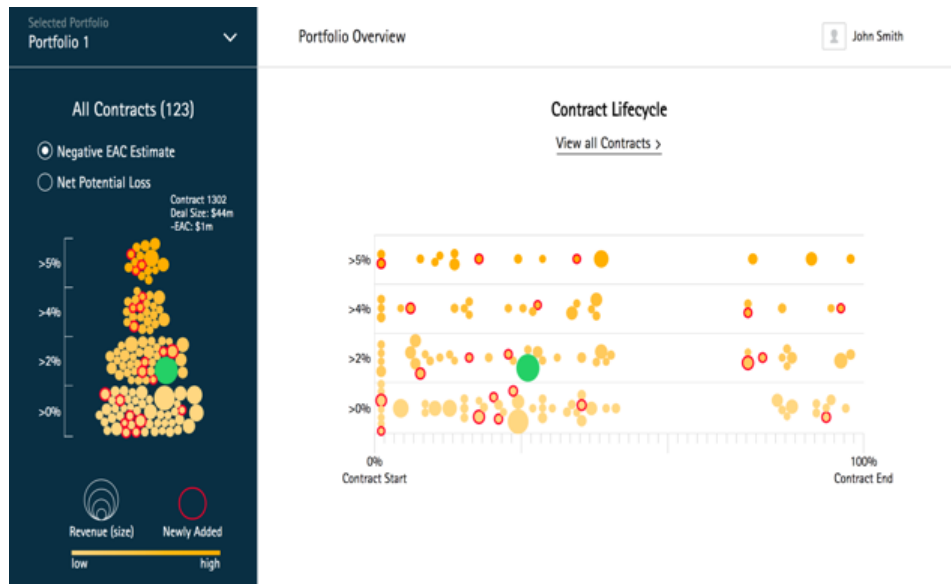 Selected Portfolio
Portfolio 1
Portfolio Overview
John Smith
All Contracts (123)
Negative EAC Estimate
Net Potential Loss
Contract 1302
Deal Size: $44m
-EAC: $1m
>5%
>4%
>2%
>0%
Revenue (size)
Newly Added
low
high
Contract Lifecycle
View all Contracts >
>5%
>4%
>2%
>0%
0%
Contract Start
100%
Contract End